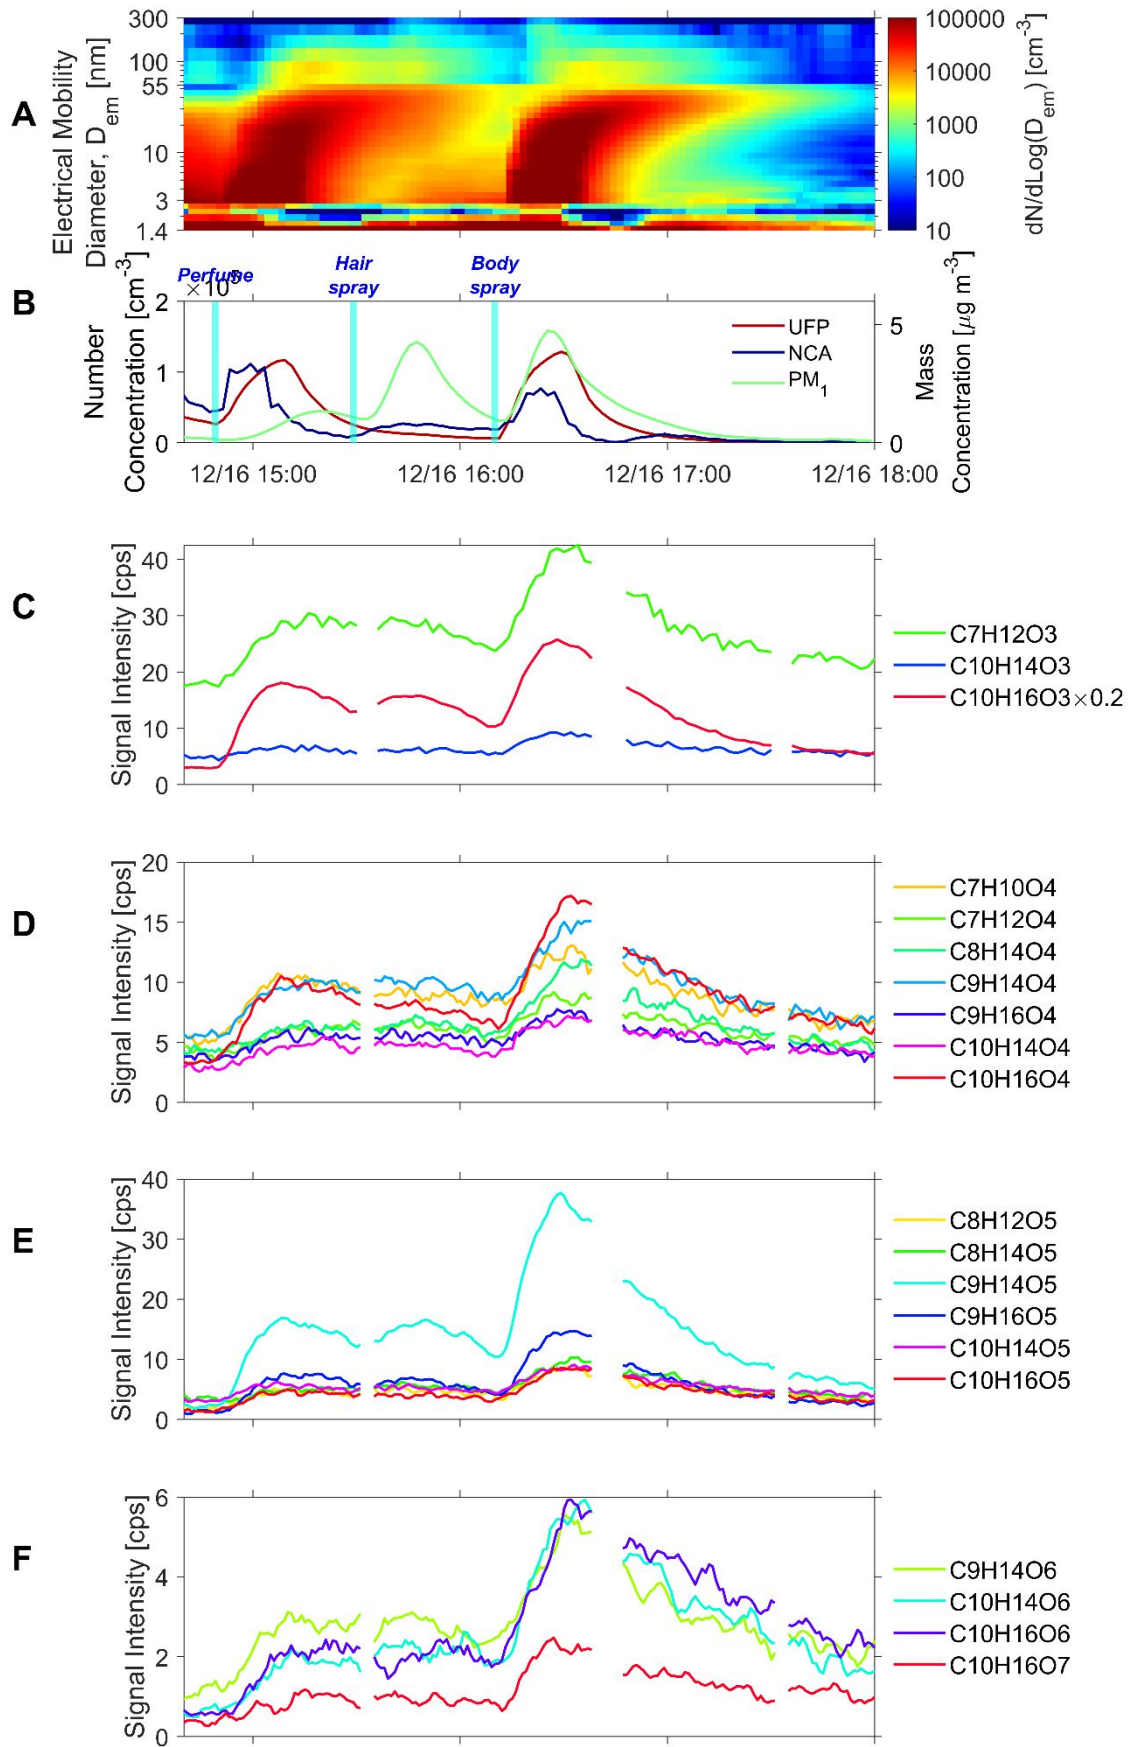 A
Electrical Mobility
Diameter, D_em [nm]
300
100
55
10
3
1.4
100000
10000
1000
100
10
dN/dLog(D_em) [cm^-3]
B
Perfume
Hair
spray
Body
spray
×10^5
Number
Concentration [cm^-3]
2
1
0
UFP
NCA
PM_1
5
0
Mass
Concentration [μg m^-3]
12/16 15:00
12/16 16:00
12/16 17:00
12/16 18:00
C
Signal Intensity [cps]
40
30
20
10
0
C7H12O3
C10H14O3
C10H16O3×0.2
D
Signal Intensity [cps]
20
15
10
5
0
C7H10O4
C7H12O4
C8H14O4
C9H14O4
C9H16O4
C10H14O4
C10H16O4
E
Signal Intensity [cps]
40
30
20
10
0
C8H12O5
C8H14O5
C9H14O5
C9H16O5
C10H14O5
C10H16O5
F
Signal Intensity [cps]
6
4
2
0
C9H14O6
C10H14O6
C10H16O6
C10H16O7